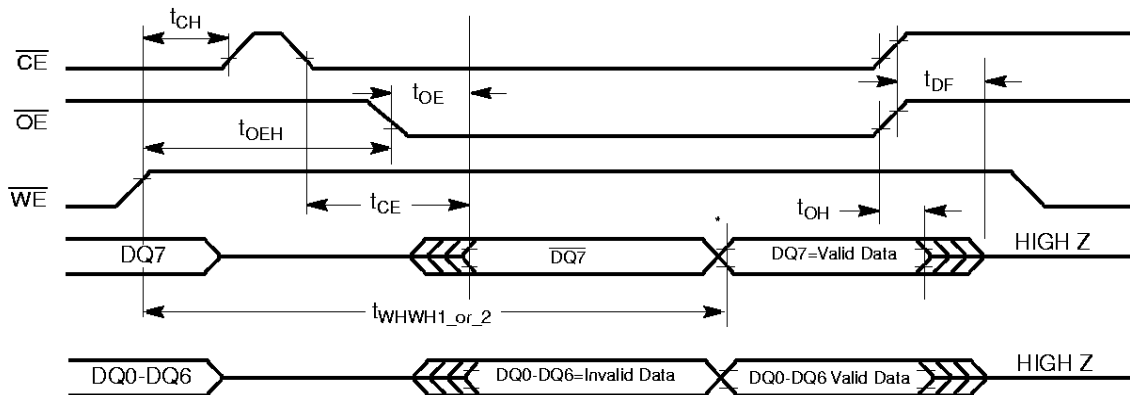 tCH
CE
tDF
tOE
OE
tOEH
WE
tCE
tOH
*
DQ7
DQ7
DQ7=Valid Data
HIGH Z
tWHWH1_or_2
DQ0-DQ6
DQ0-DQ6=Invalid Data
DQ0-DQ6 Valid Data
HIGH Z